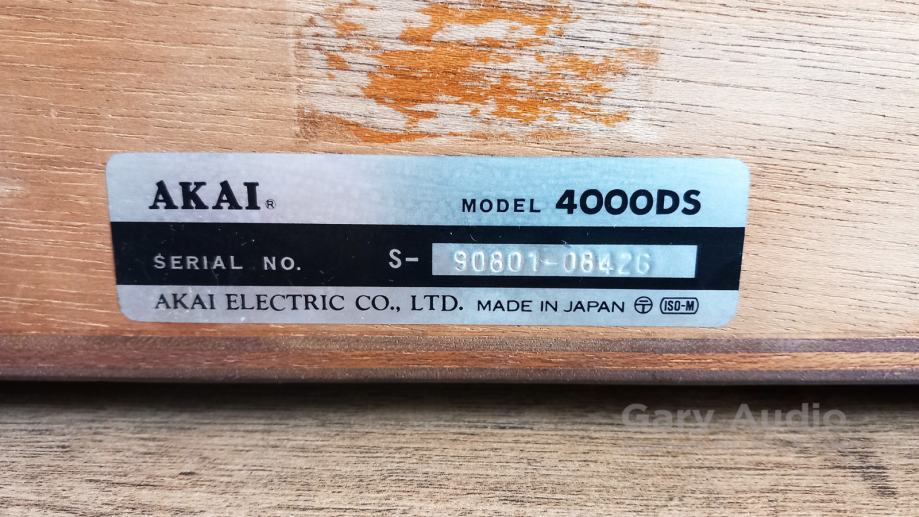 AKAI®
MODEL 4000DS
SERIAL NO. S- 90801-08426
AKAI ELECTRIC CO., LTD. MADE IN JAPAN Ⓣ ISO-M
Gary Audio